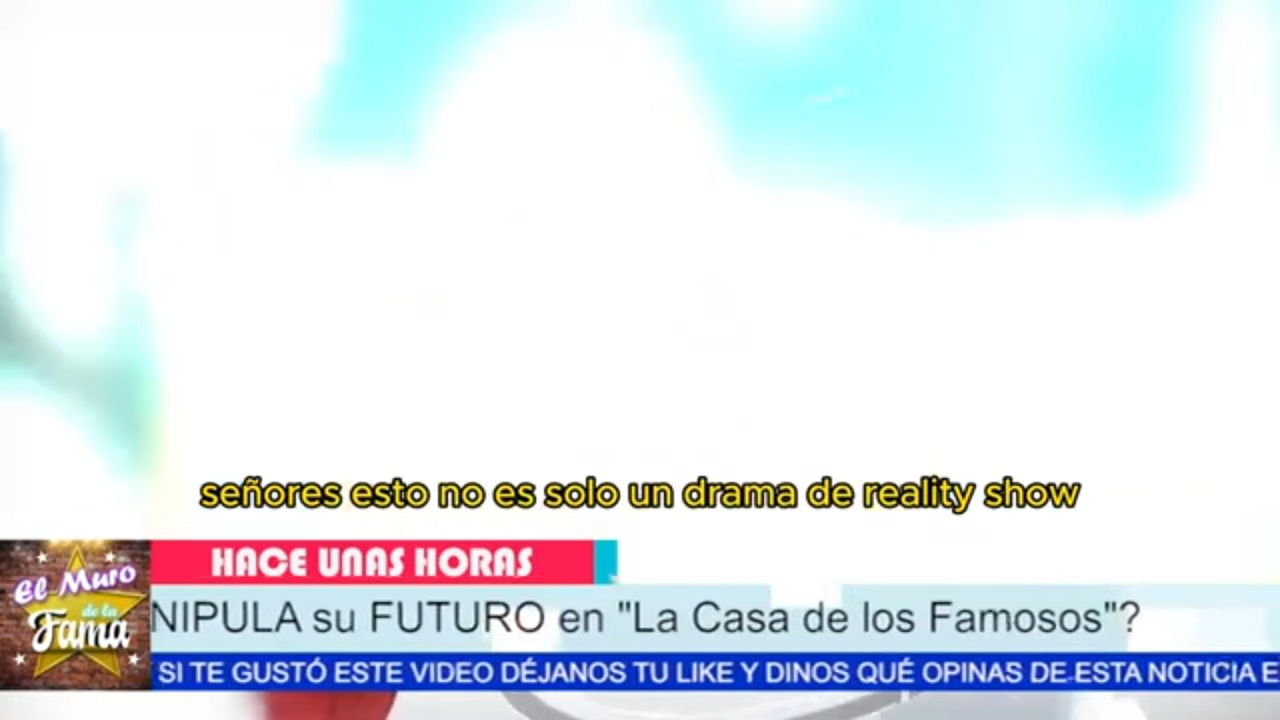 señores esto no es solo un drama de reality show
HACE UNAS HORAS
El Muro
de la
Fama
NIPULA su FUTURO en "La Casa de los Famosos"?
SI TE GUSTÓ ESTE VIDEO DÉJANOS TU LIKE Y DINOS QUÉ OPINAS DE ESTA NOTICIA E